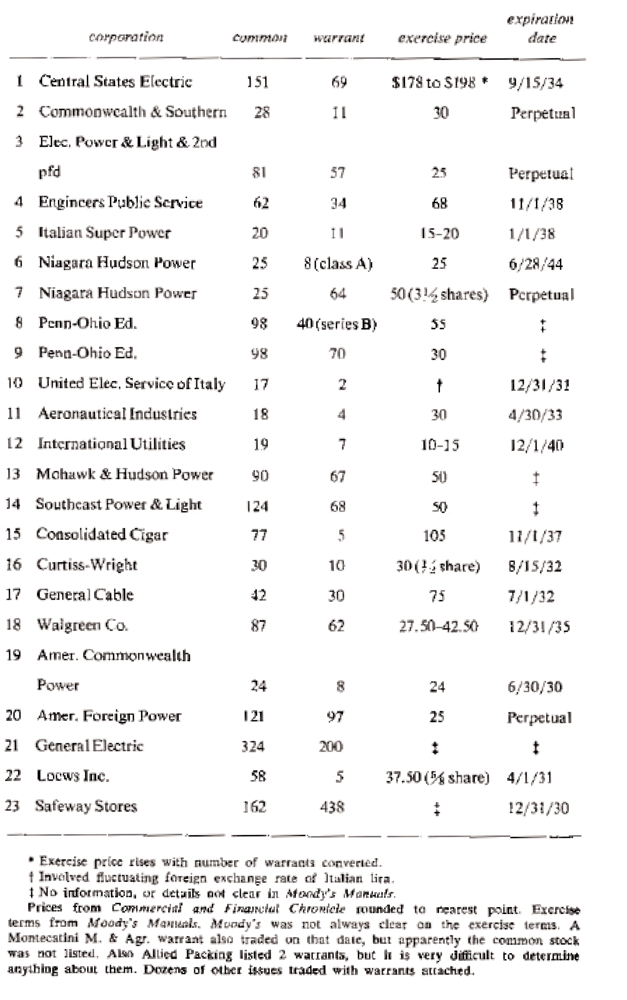 expiration
corporation common warrant exercise price date
1 Central States Electric 151 69 $178 to $198 * 9/15/34
2 Commonwealth & Southern 28 11 30 Perpetual
3 Elec. Power & Light & 2nd
pfd 81 57 25 Perpetual
4 Engineers Public Service 62 34 68 11/1/38
5 Italian Super Power 20 11 15–20 1/1/38
6 Niagara Hudson Power 25 8 (class A) 25 6/28/44
7 Niagara Hudson Power 25 64 50 (3½ shares) Perpetual
8 Penn-Ohio Ed. 98 40 (series B) 55 ‡
9 Penn-Ohio Ed. 98 70 30 ‡
10 United Elec. Service of Italy 17 2 † 12/31/31
11 Aeronautical Industries 18 4 30 4/30/33
12 International Utilities 19 7 10–15 12/1/40
13 Mohawk & Hudson Power 90 67 50 ‡
14 Southeast Power & Light 124 68 50 ‡
15 Consolidated Cigar 77 5 105 11/1/37
16 Curtiss-Wright 30 10 30 ( share) 8/15/32
17 General Cable 42 30 75 7/1/32
18 Walgreen Co. 87 62 27.50–42.50 12/31/35
19 Amer. Commonwealth
Power 24 8 24 6/30/30
20 Amer. Foreign Power 121 97 25 Perpetual
21 General Electric 324 200 ‡ ‡
22 Loews Inc. 58 5 37.50 (⅝ share) 4/1/31
23 Safeway Stores 162 438 ‡ 12/31/30
* Exercise price rises with number of warrants converted.
† Involved fluctuating foreign exchange rate of Italian lira.
‡ No information, or details not clear in Moody's Manuals.
Prices from Commercial and Financial Chronicle rounded to nearest point. Exercise
terms from Moody's Manuals. Moody's was not always clear on the exercise terms. A
Montecatini M. & Agr. warrant also traded on that date, but apparently the common stock
was not listed. Also Allied Packing listed 2 warrants, but it is very difficult to determine
anything about them. Dozens of other issues traded with warrants attached.